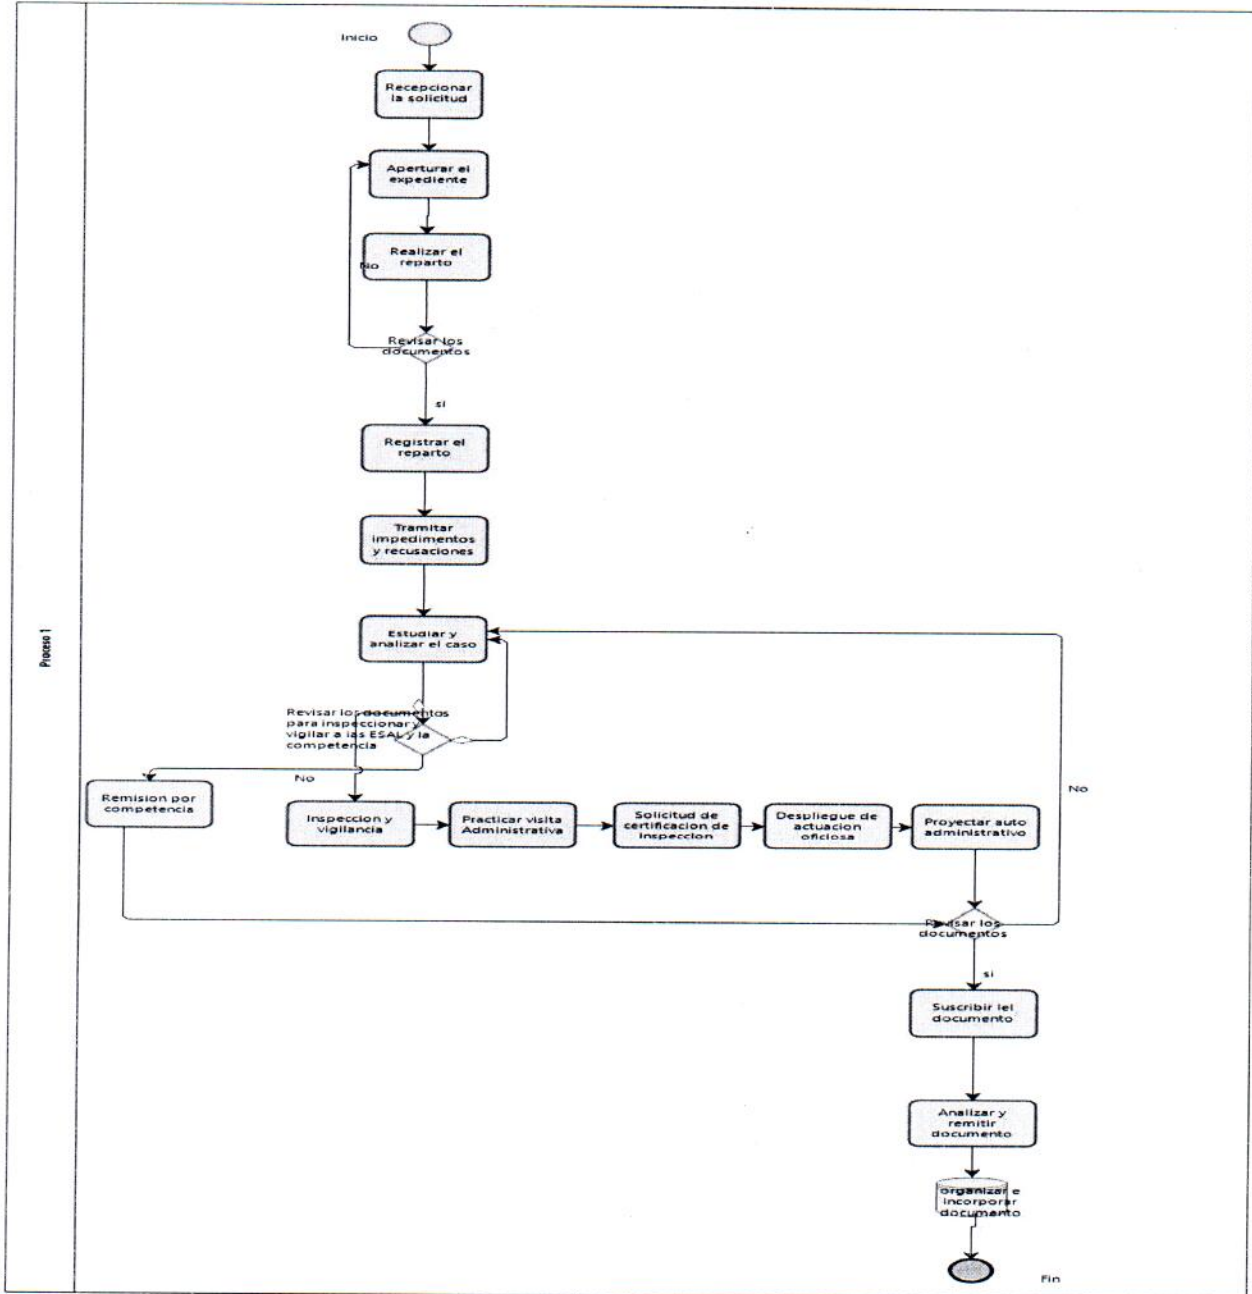 Proceso 1
Inicio
Recepcionar
la solicitud
Aperturar el
expediente
Realizar el
reparto
No
Revisar los
documentos
si
Registrar el
reparto
Tramitar
impedimentos
y recusaciones
Estudiar y
analizar el caso
Revisar los documentos
para inspeccionar y
vigilar a las ESAL y la
competencia
No
Remision por
competencia
Inspeccion y
vigilancia
Practicar visita
Administrativa
Solicitud de
certificacion de
inspeccion
Despliegue de
actuacion
oficiosa
Proyectar auto
administrativo
No
Revisar los
documentos
si
Suscribir lel
documento
Analizar y
remitir
documento
organizar e
incorporar
documento
Fin